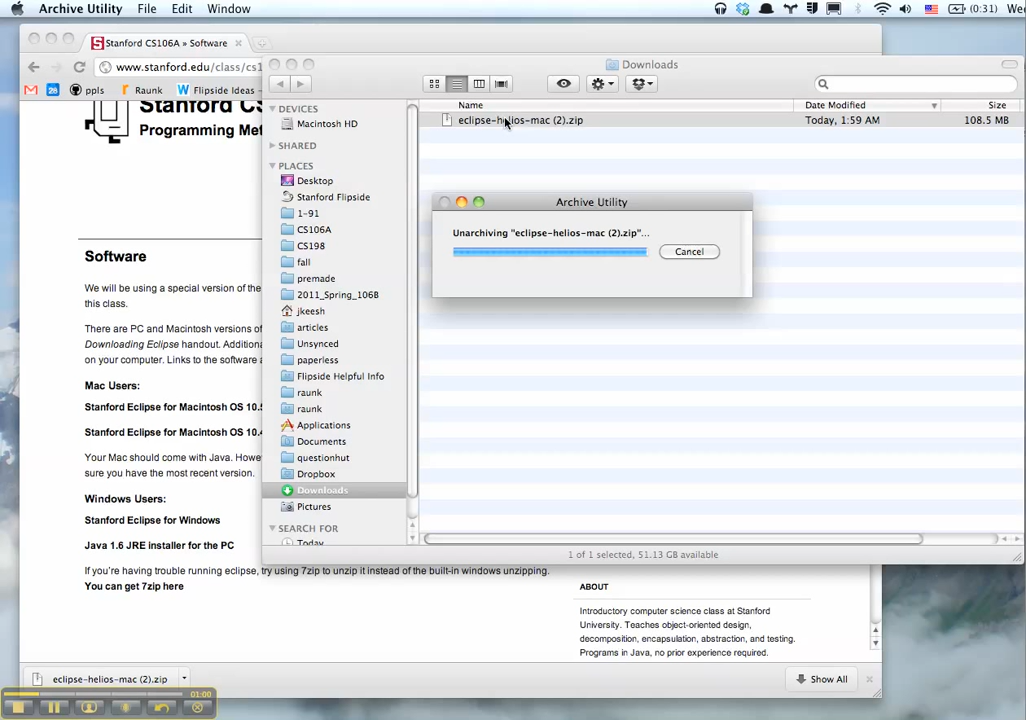 Archive Utility File Edit Window (0:31) We
Stanford CS106A » Software
Downloads
www.stanford.edu/class/cs1
ppls Raunk Flipside Ideas
Stanford CS
Programming Met
DEVICES
Macintosh HD
SHARED
PLACES
Desktop
Stanford Flipside
1-91
CS106A
CS198
fall
premade
2011_Spring_106B
jkeesh
articles
Unsynced
paperless
Flipside Helpful Info
raunk
raunk
Applications
Documents
questionhut
Dropbox
Downloads
Pictures
SEARCH FOR
Today
Name Date Modified Size
eclipse-helios-mac (2).zip Today, 1:59 AM 108.5 MB
Archive Utility
Unarchiving "eclipse-helios-mac (2).zip"...
Cancel
1 of 1 selected, 51.13 GB available
Software
We will be using a special version of the
this class.
There are PC and Macintosh versions of
Downloading Eclipse handout. Additiona
on your computer. Links to the software a
Mac Users:
Stanford Eclipse for Macintosh OS 10.5
Stanford Eclipse for Macintosh OS 10.4
Your Mac should come with Java. Howe
sure you have the most recent version.
Windows Users:
Stanford Eclipse for Windows
Java 1.6 JRE installer for the PC
If you're having trouble running eclipse, try using 7zip to unzip it instead of the built-in windows unzipping.
You can get 7zip here
ABOUT
Introductory computer science class at Stanford
University. Teaches object-oriented design,
decomposition, encapsulation, abstraction, and testing.
Programs in Java, no prior experience required.
eclipse-helios-mac (2).zip
Show All
01:00